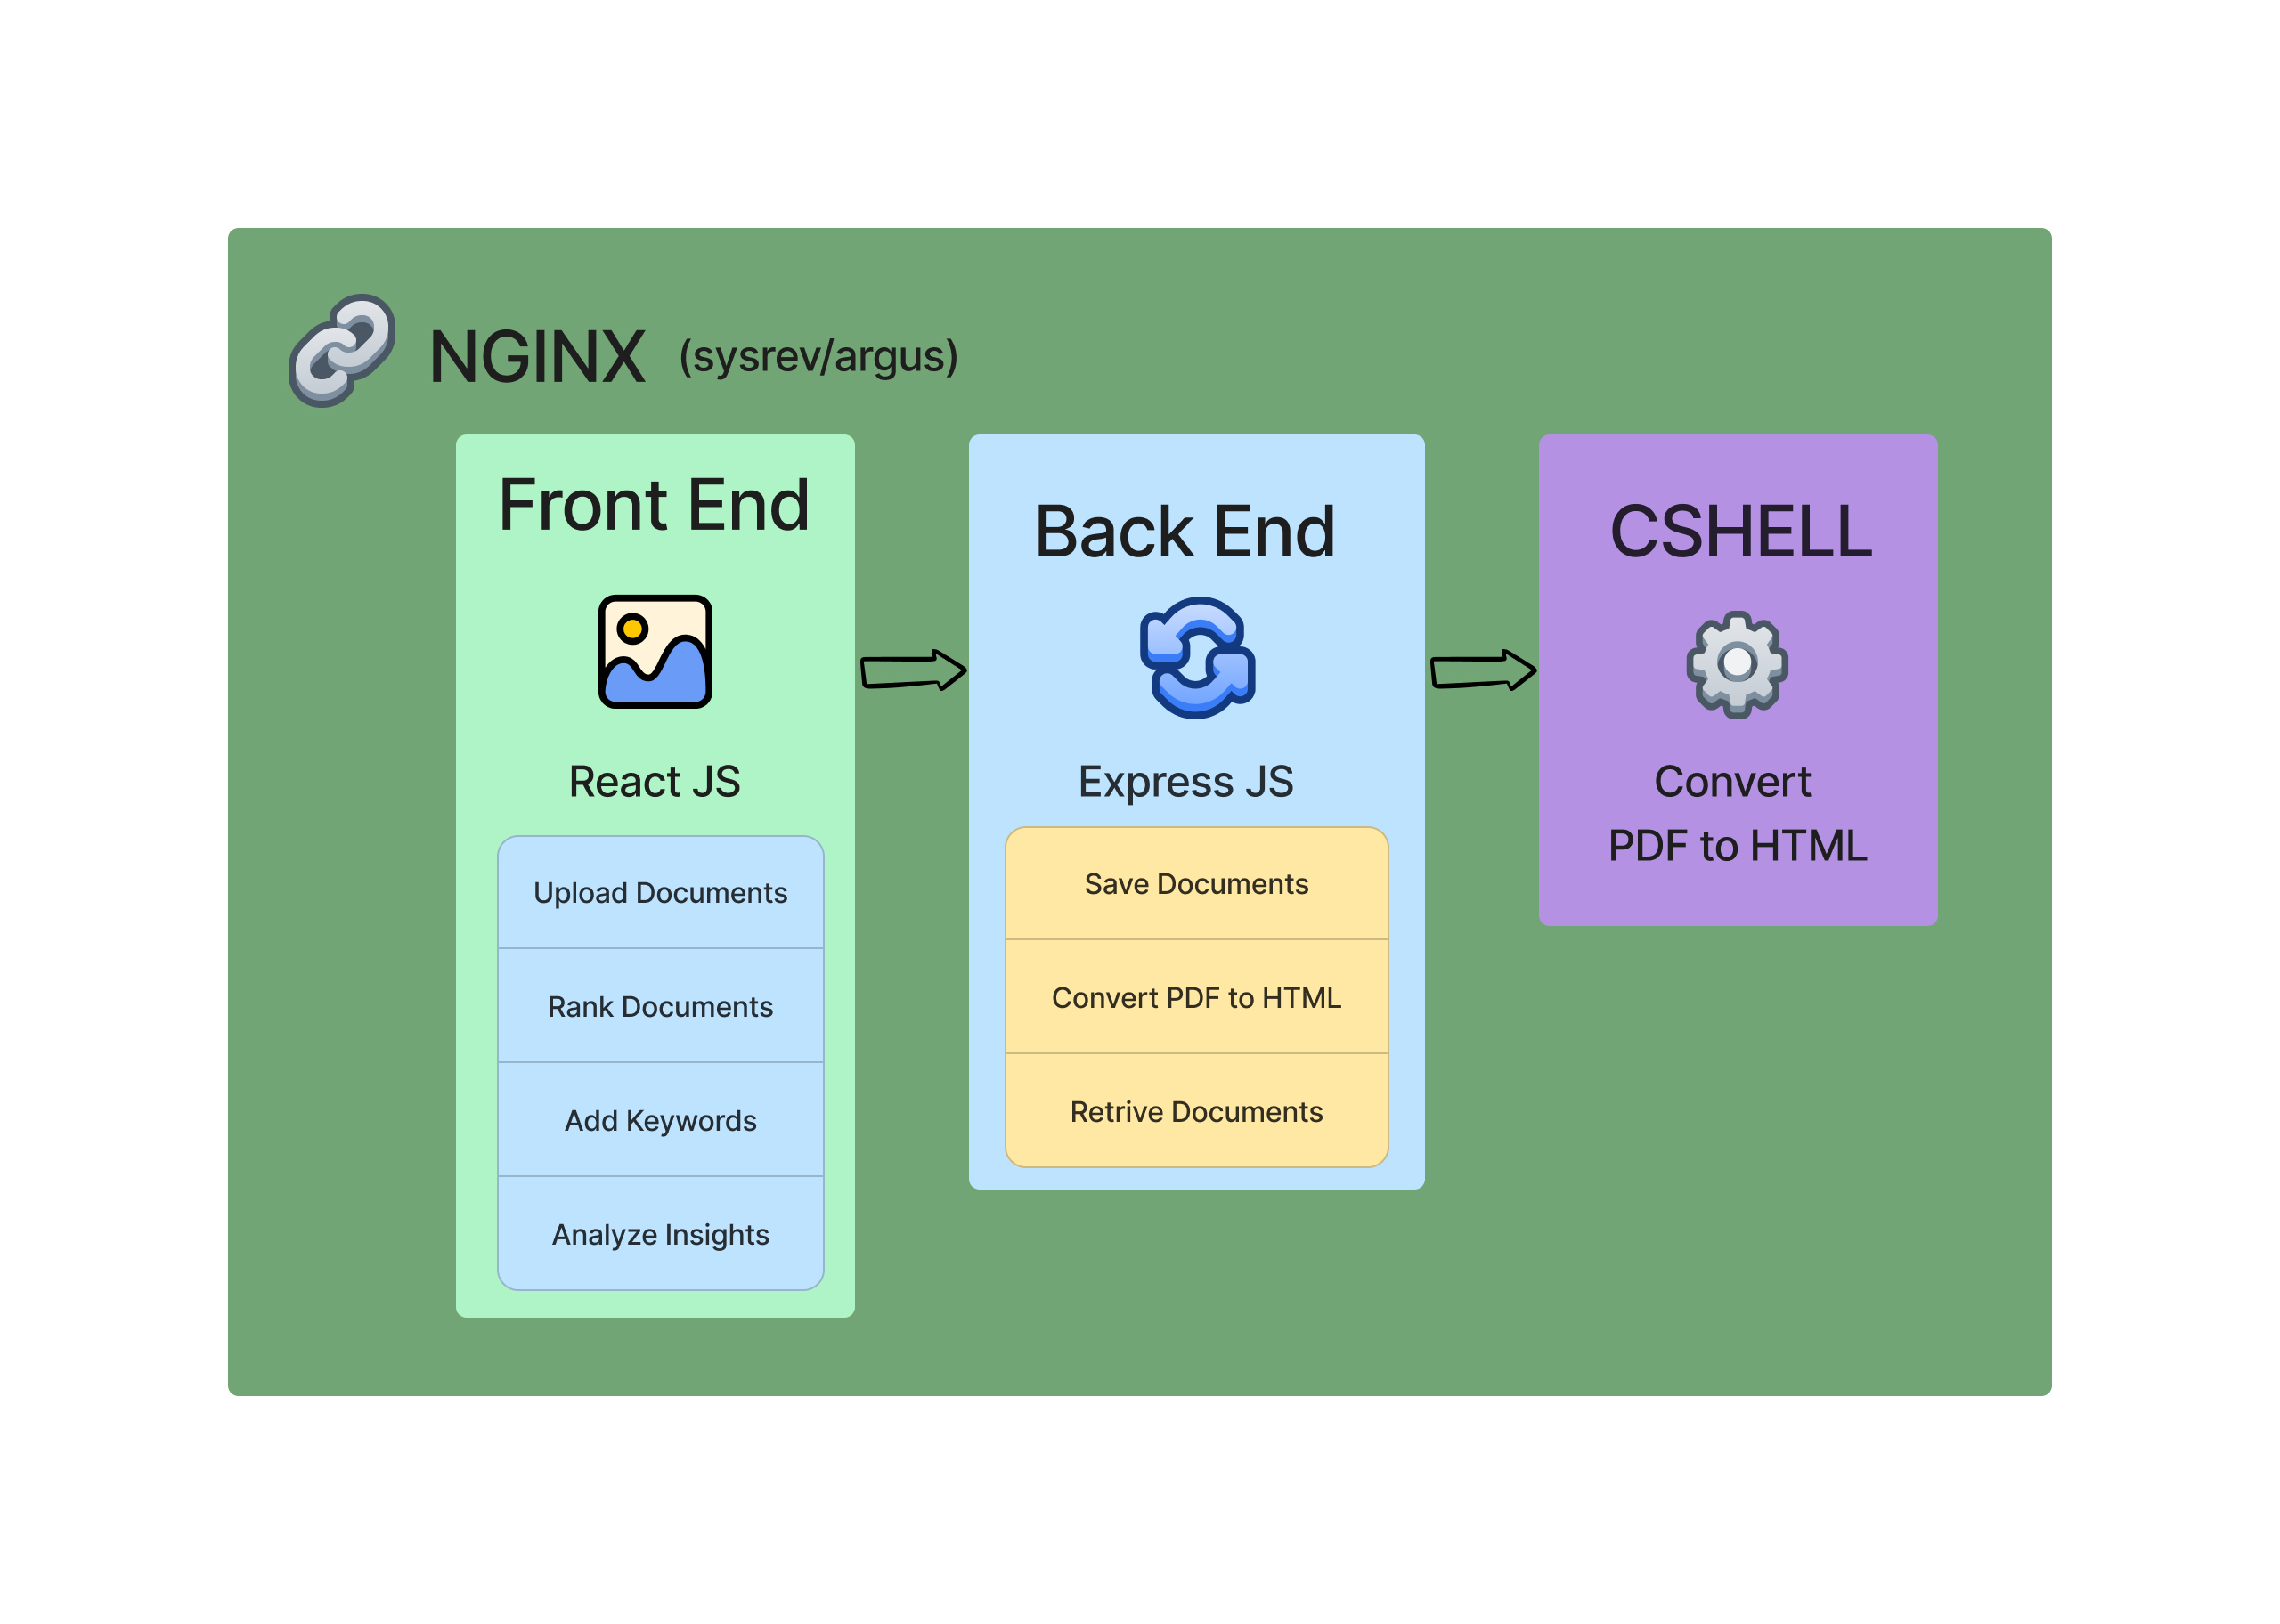 NGINX (sysrev/argus)
Front End
React JS
Upload Documents
Rank Documents
Add Keywords
Analyze Insights
Back End
Express JS
Save Documents
Convert PDF to HTML
Retrive Documents
CSHELL
Convert
PDF to HTML